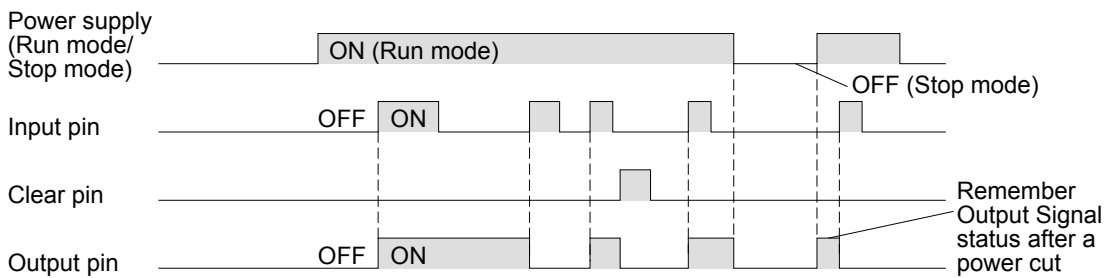 Power supply
(Run mode/
Stop mode)
ON (Run mode)
OFF (Stop mode)
Input pin
OFF
ON
Clear pin
Remember
Output Signal
status after a
power cut
Output pin
OFF
ON